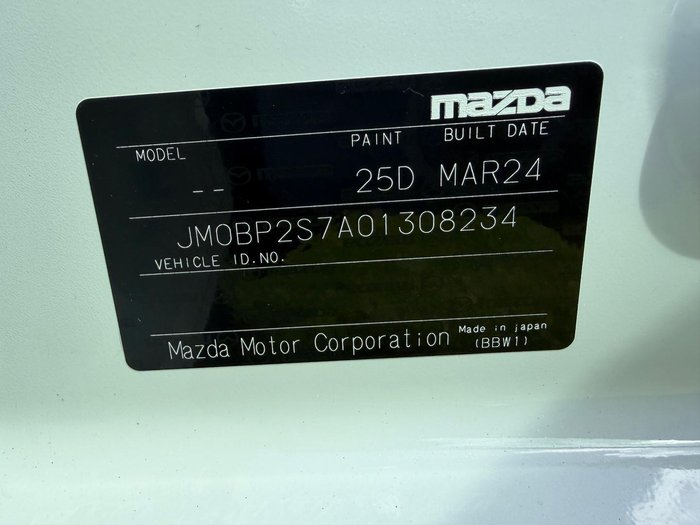 mazda
MODEL PAINT BUILT DATE
-- 25D MAR24
JM0BP2S7A01308234
VEHICLE ID.NO.
Mazda Motor Corporation Made in japan
(BBW1)